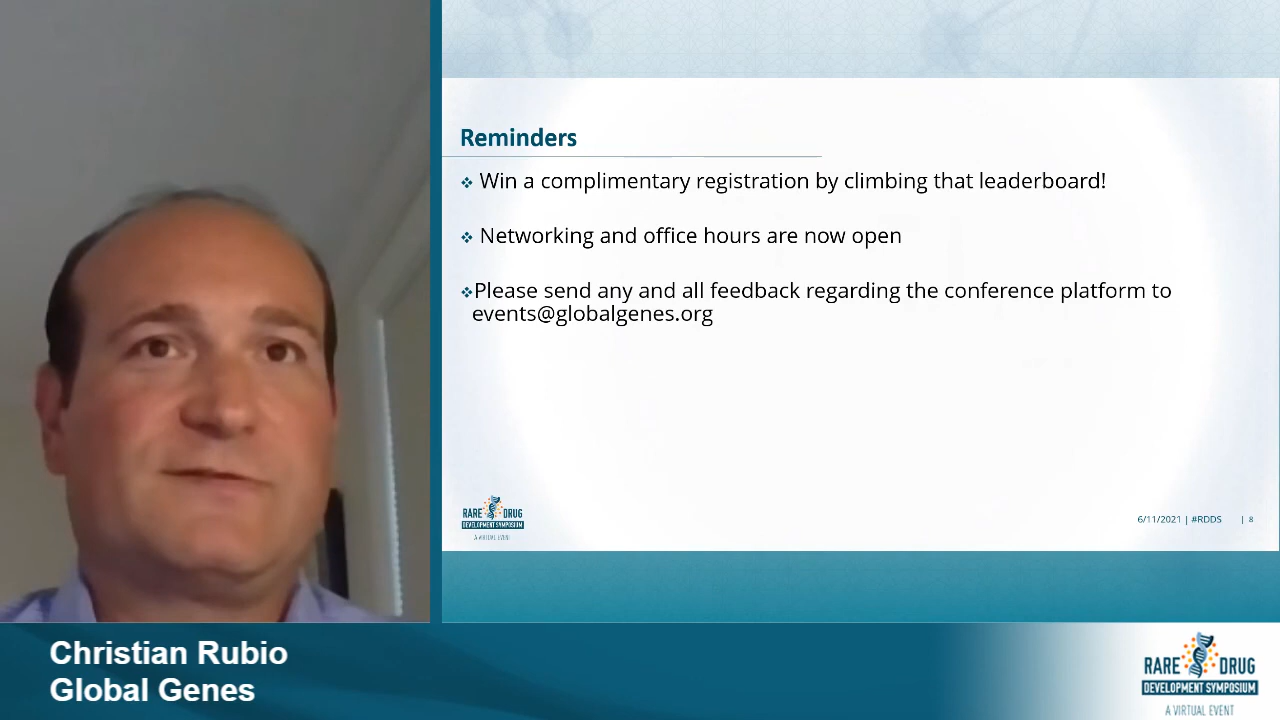 Reminders
❖ Win a complimentary registration by climbing that leaderboard!
❖ Networking and office hours are now open
❖Please send any and all feedback regarding the conference platform to
events@globalgenes.org
RARE DRUG
DEVELOPMENT SYMPOSIUM
A VIRTUAL EVENT
6/11/2021 | #RDDS | 8
Christian Rubio
Global Genes
RARE DRUG
DEVELOPMENT SYMPOSIUM
A VIRTUAL EVENT